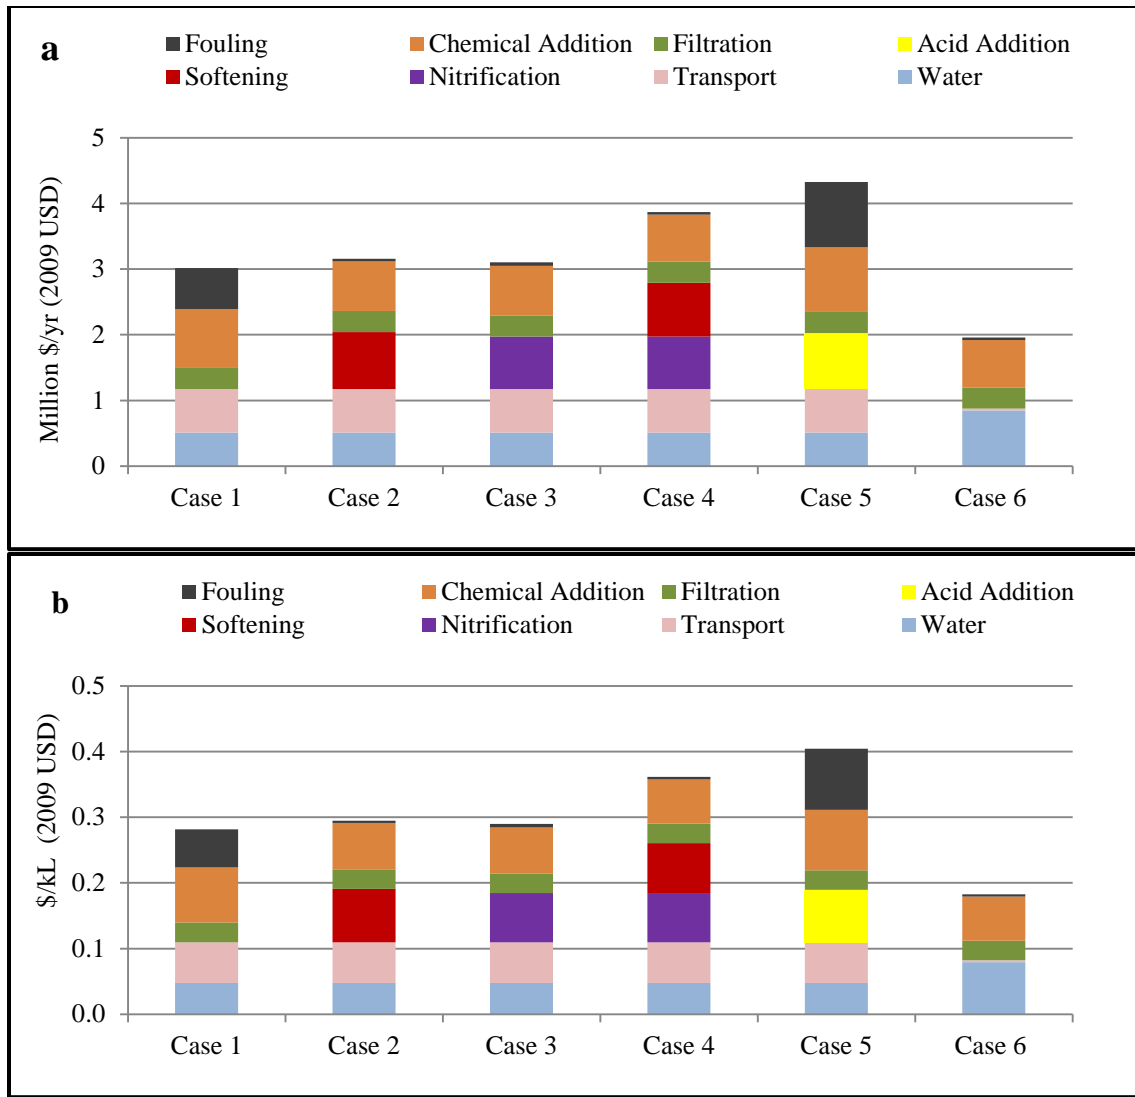 a
Fouling Chemical Addition Filtration Acid Addition
Softening Nitrification Transport Water
Million $/yr (2009 USD)
5
4
3
2
1
0
Case 1 Case 2 Case 3 Case 4 Case 5 Case 6
b
Fouling Chemical Addition Filtration Acid Addition
Softening Nitrification Transport Water
$/kL (2009 USD)
0.5
0.4
0.3
0.2
0.1
0.0
Case 1 Case 2 Case 3 Case 4 Case 5 Case 6